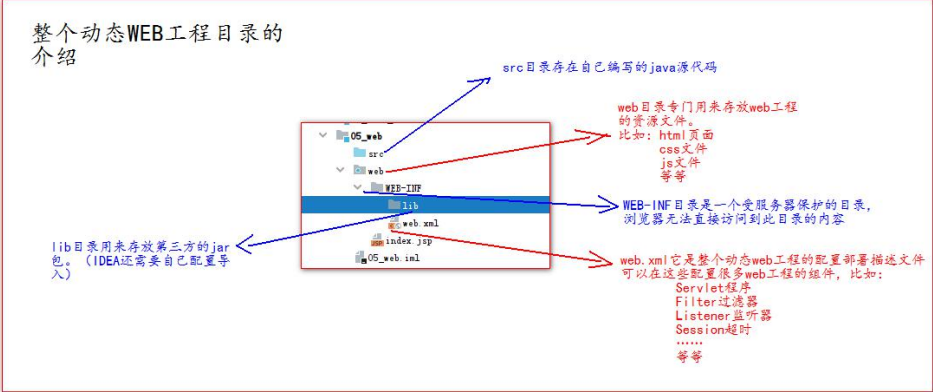 整个动态WEB工程目录的
介绍
src目录存在自己编写的java源代码
web目录专门用来存放web工程
的资源文件。
比如: html页面
css文件
js文件
等等
05_web
src
web
WEB-INF
lib
web.xml
index.jsp
05_web.iml
WEB-INF目录是一个受服务器保护的目录,
浏览器无法直接访问到此目录的内容
lib目录用来存放第三方的jar
包。(IDEA还需要自己配置导
入)
web.xml它是整个动态web工程的配置部署描述文件
可以在这些配置很多web工程的组件,比如:
Servlet程序
Filter过滤器
Listener监听器
Session超时
……
等等